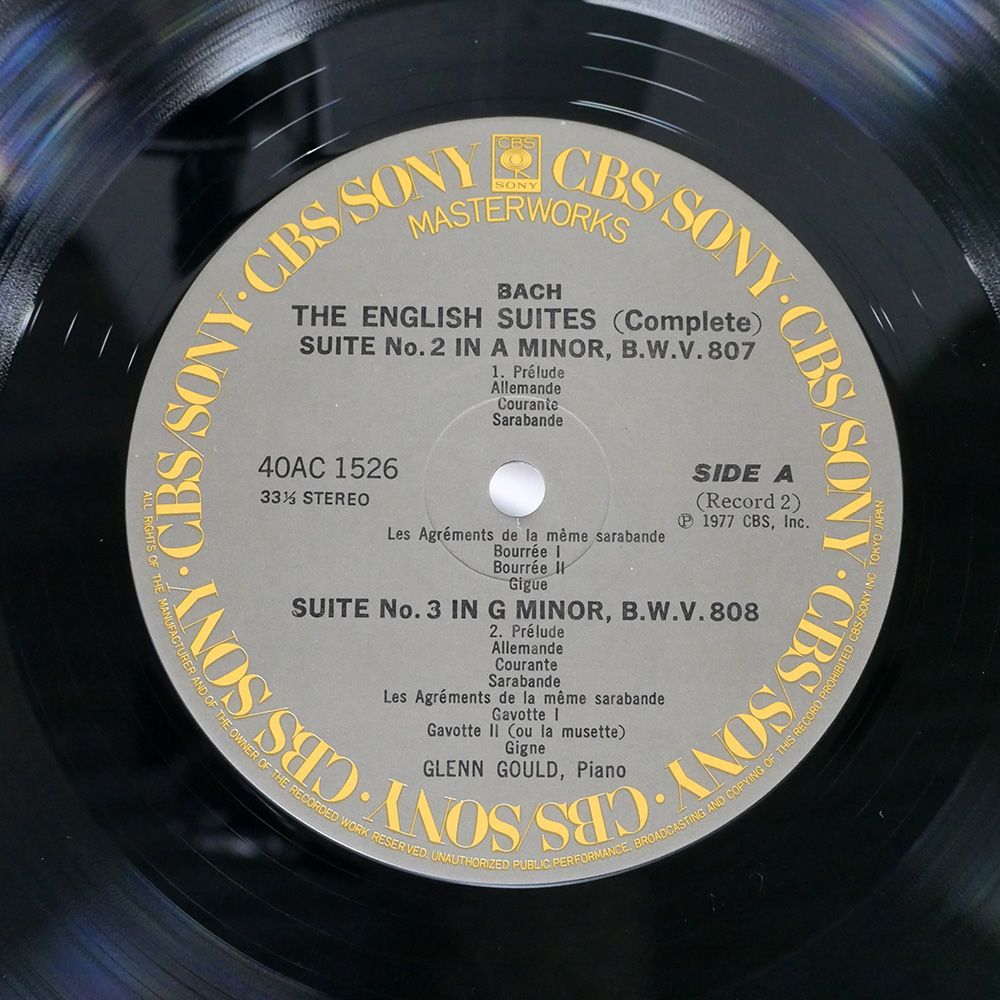 CBS/SONY
CBS
SONY
CBS/SONY · CBS/SONY · CBS/SONY · CBS/SONY · CBS/SONY · CBS/SONY · CBS/SONY · CBS/SONY ·
MASTERWORKS
BACH
THE ENGLISH SUITES (Complete)
SUITE No. 2 IN A MINOR, B.W.V. 807
1. Prélude
Allemande
Courante
Sarabande
40AC 1526
33⅓ STEREO
SIDE A
(Record 2)
℗ 1977 CBS, Inc.
Les Agréments de la même sarabande
Bourrée I
Bourrée II
Gigue
SUITE No. 3 IN G MINOR, B.W.V. 808
2. Prélude
Allemande
Courante
Sarabande
Les Agréments de la même sarabande
Gavotte I
Gavotte II (ou la musette)
Gigne
GLENN GOULD, Piano
ALL RIGHTS OF THE MANUFACTURER AND OF THE OWNER OF THE RECORDED WORK RESERVED. UNAUTHORIZED PUBLIC.PERFORMANCE, BROADCASTING AND COPYING OF THIS RECORD PROHIBITED CBS/SONY INC. TOKYO JAPAN.